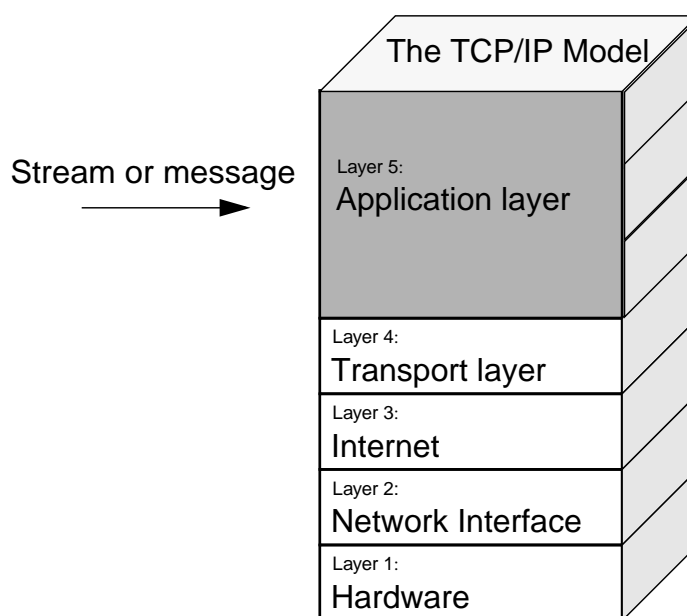 The TCP/IP Model
Stream or message
Layer 5:
Application layer
Layer 4:
Transport layer
Layer 3:
Internet
Layer 2:
Network Interface
Layer 1:
Hardware